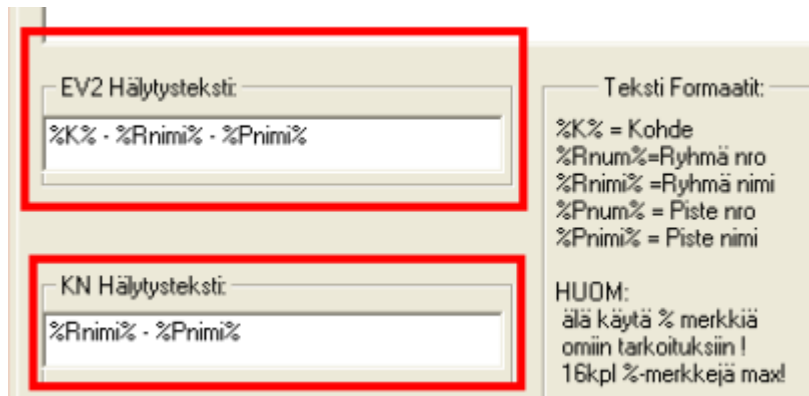 EV2 Hälytysteksti:
%K% - %Rnimi% - %Pnimi%
KN Hälytysteksti:
%Rnimi% - %Pnimi%
Teksti Formaatit:
%K% = Kohde
%Rnum%=Ryhmä nro
%Rnimi% =Ryhmä nimi
%Pnum% = Piste nro
%Pnimi% = Piste nimi
HUOM:
älä käytä % merkkiä
omiin tarkoituksiin !
16kpl %-merkkejä max!